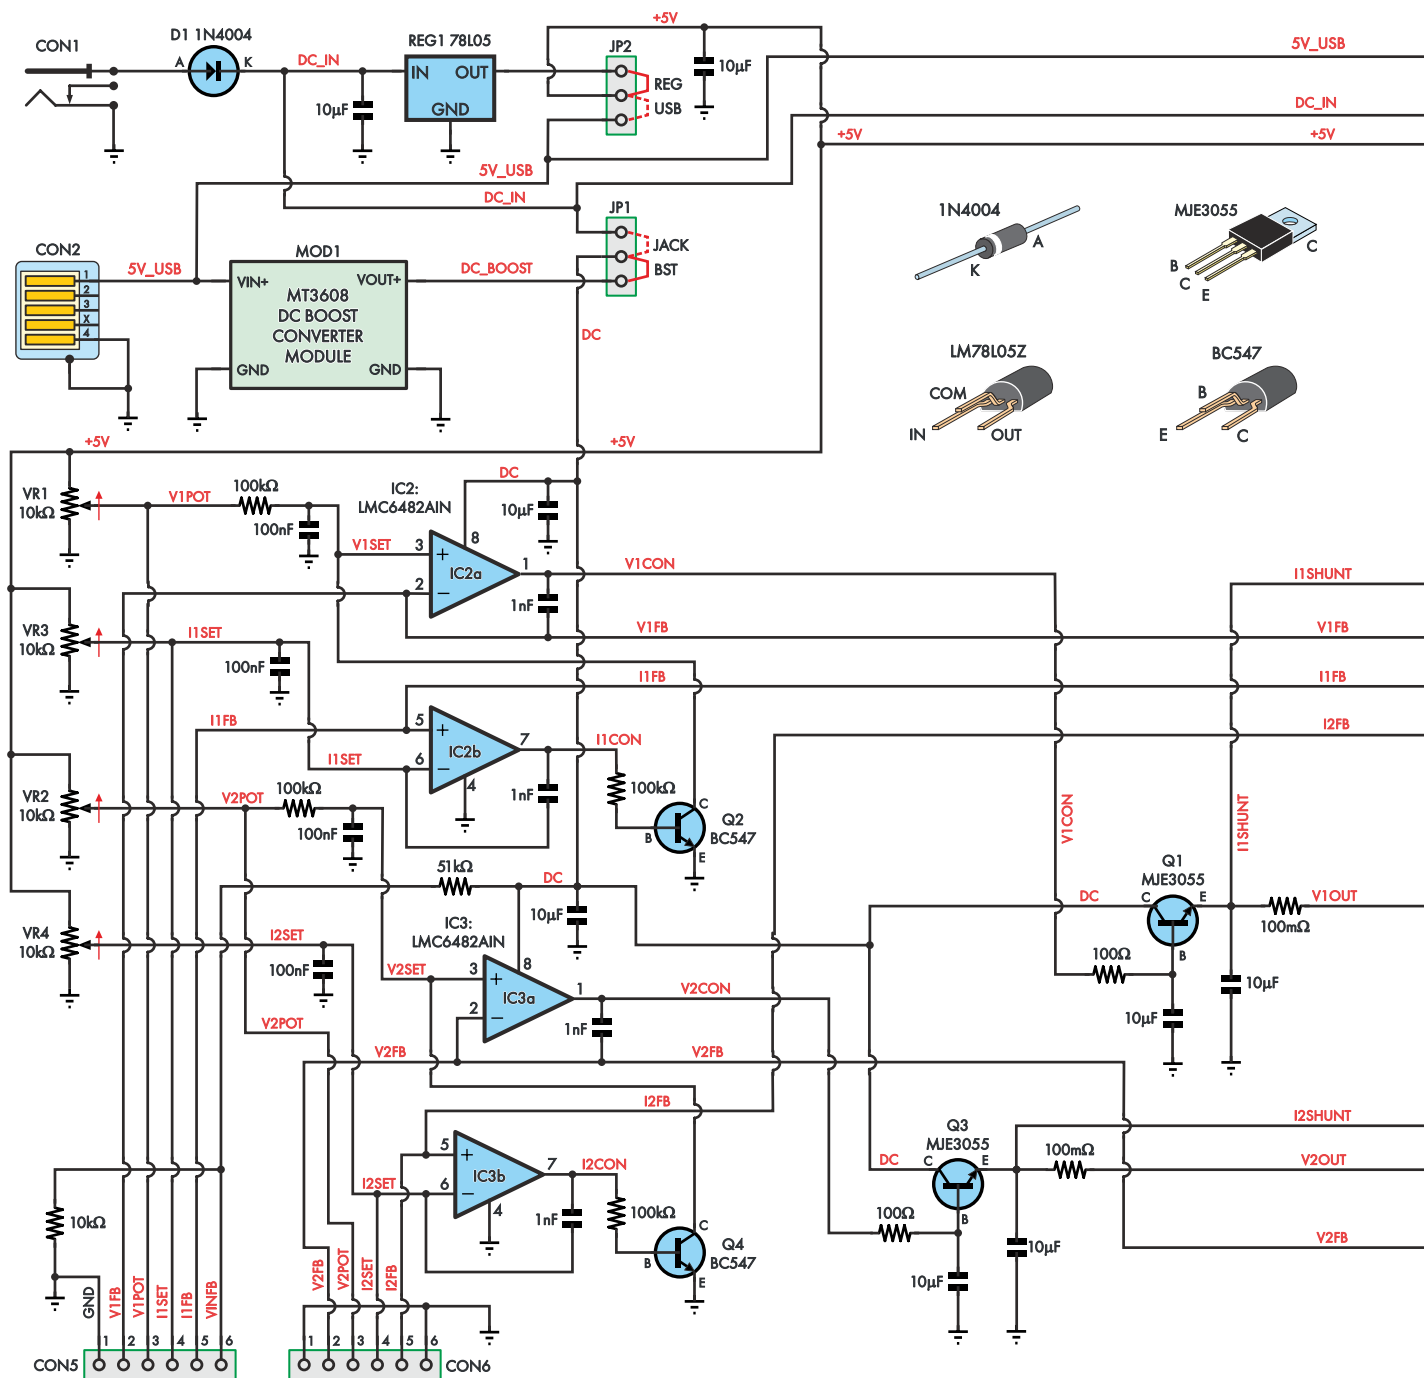 +5V
D1 1N4004
CON1
REG1 78L05
JP2
5V_USB
A
K
DC_IN
IN
OUT
10µF
REG
10µF
GND
USB
DC_IN
+5V
+5V
5V_USB
DC_IN
JP1
1N4004
MJE3055
CON2
MOD1
JACK
A
C
5V_USB
DC_BOOST
BST
K
B
C
E
1
2
3
X
4
VIN+
VOUT+
MT3608
DC BOOST
CONVERTER
MODULE
GND
GND
DC
LM78L05Z
BC547
COM
B
IN
OUT
E
C
+5V
+5V
VR1
10kΩ
V1POT
100kΩ
IC2:
LMC6482AIN
DC
10µF
100nF
8
V1SET
3
+
IC2a
1
V1CON
2
–
1nF
I1SHUNT
VR3
10kΩ
I1SET
V1FB
V1FB
100nF
I1FB
I1FB
I1FB
5
+
IC2b
7
I1CON
I2FB
I1SET
6
–
4
1nF
100kΩ
VR2
10kΩ
V2POT
100kΩ
100nF
C
Q2
BC547
B
E
V1CON
I1SHUNT
51kΩ
DC
Q1
MJE3055
DC
C
E
V1OUT
10µF
100mΩ
IC3:
LMC6482AIN
VR4
10kΩ
I2SET
B
100Ω
100nF
V2SET
3
+
8
IC3a
1
V2CON
10µF
2
–
1nF
10µF
V2POT
V2FB
V2FB
I2FB
I2SHUNT
5
+
IC3b
7
I2CON
Q3
MJE3055
DC
C
E
100mΩ
V2OUT
I2SET
6
–
4
1nF
100kΩ
10kΩ
100Ω
B
C
Q4
BC547
B
E
V2FB
10µF
10µF
GND
V1FB
V1POT
I1SET
I1FB
VINFB
V2FB
V2POT
I2SET
I2FB
1
2
3
4
5
6
1
2
3
4
5
6
CON5
CON6